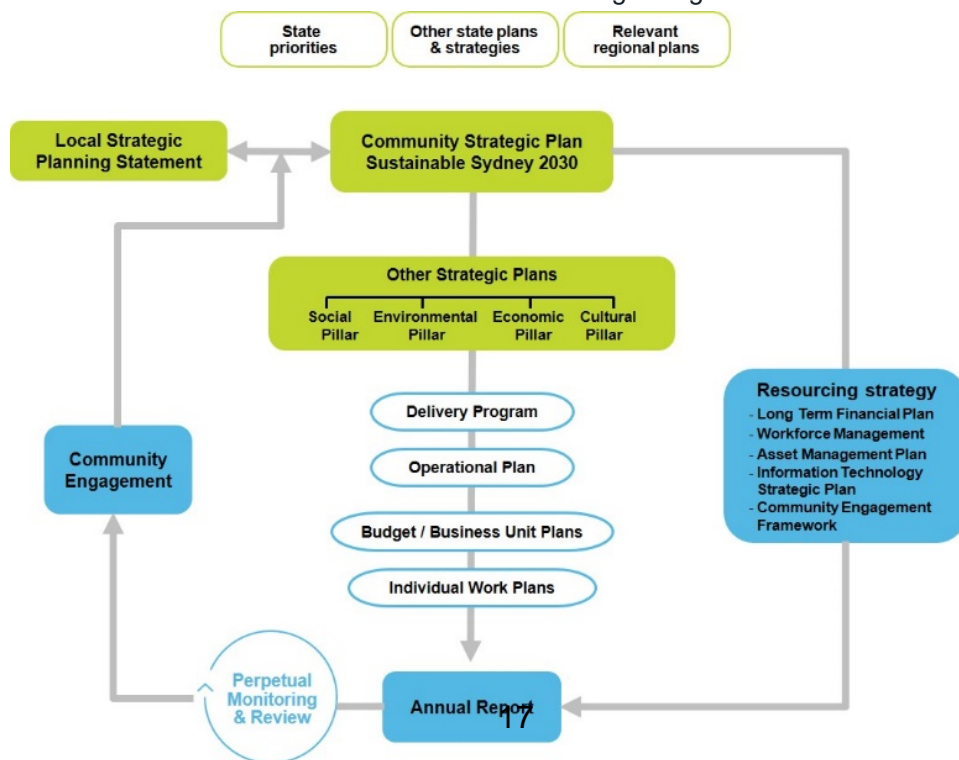 State
priorities
Other state plans
& strategies
Relevant
regional plans
Local Strategic
Planning Statement
Community Strategic Plan
Sustainable Sydney 2030
Other Strategic Plans
Social
Pillar
Environmental
Pillar
Economic
Pillar
Cultural
Pillar
Delivery Program
Operational Plan
Budget / Business Unit Plans
Individual Work Plans
Community
Engagement
Resourcing strategy
- Long Term Financial Plan
- Workforce Management
- Asset Management Plan
- Information Technology
Strategic Plan
- Community Engagement
Framework
Perpetual
Monitoring
& Review
Annual Report
17